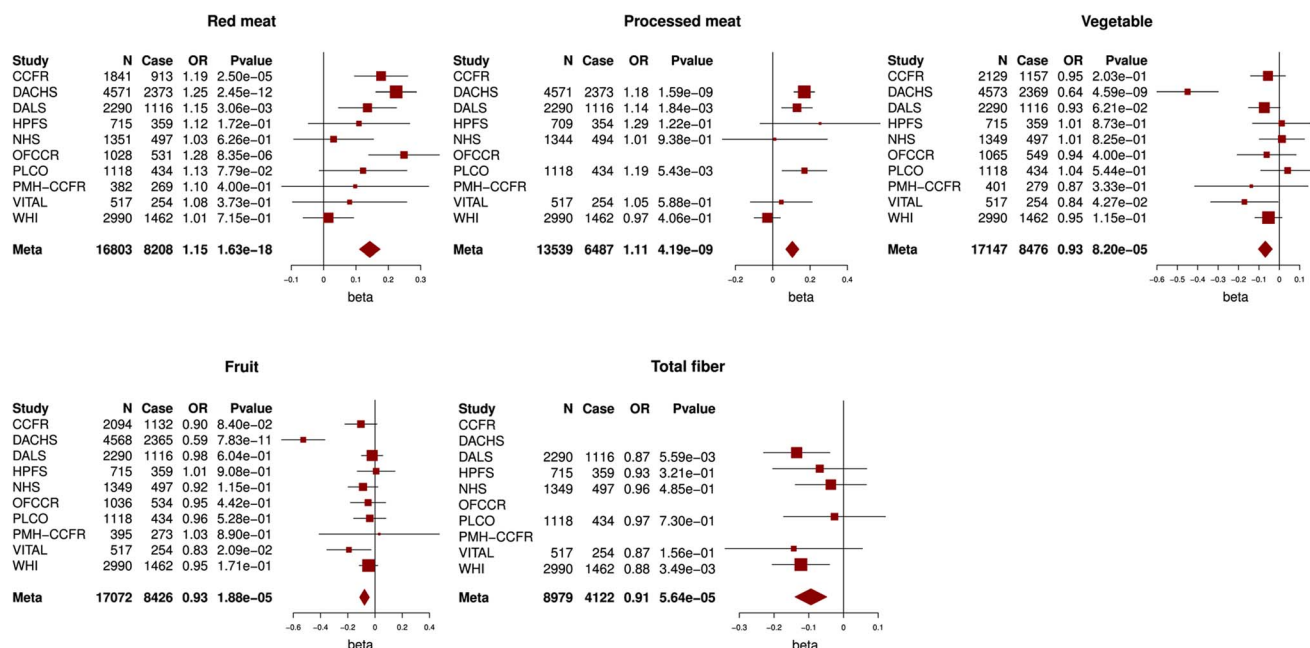 Red meat
Study N Case OR Pvalue
CCFR 1841 913 1.19 2.50e−05
DACHS 4571 2373 1.25 2.45e−12
DALS 2290 1116 1.15 3.06e−03
HPFS 715 359 1.12 1.72e−01
NHS 1351 497 1.03 6.26e−01
OFCCR 1028 531 1.28 8.35e−06
PLCO 1118 434 1.13 7.79e−02
PMH−CCFR 382 269 1.10 4.00e−01
VITAL 517 254 1.08 3.73e−01
WHI 2990 1462 1.01 7.15e−01
Meta 16803 8208 1.15 1.63e−18
−0.1 0 0.1 0.2 0.3
beta
Processed meat
Study N Case OR Pvalue
CCFR
DACHS 4571 2373 1.18 1.59e−09
DALS 2290 1116 1.14 1.84e−03
HPFS 709 354 1.29 1.22e−01
NHS 1344 494 1.01 9.38e−01
OFCCR
PLCO 1118 434 1.19 5.43e−03
PMH−CCFR
VITAL 517 254 1.05 5.88e−01
WHI 2990 1462 0.97 4.06e−01
Meta 13539 6487 1.11 4.19e−09
−0.2 0 0.2 0.4
beta
Vegetable
Study N Case OR Pvalue
CCFR 2129 1157 0.95 2.03e−01
DACHS 4573 2369 0.64 4.59e−09
DALS 2290 1116 0.93 6.21e−02
HPFS 715 359 1.01 8.73e−01
NHS 1349 497 1.01 8.25e−01
OFCCR 1065 549 0.94 4.00e−01
PLCO 1118 434 1.04 5.44e−01
PMH−CCFR 401 279 0.87 3.33e−01
VITAL 517 254 0.84 4.27e−02
WHI 2990 1462 0.95 1.15e−01
Meta 17147 8476 0.93 8.20e−05
−0.6 −0.5 −0.4 −0.3 −0.2 −0.1 0 0.1
beta
Fruit
Study N Case OR Pvalue
CCFR 2094 1132 0.90 8.40e−02
DACHS 4568 2365 0.59 7.83e−11
DALS 2290 1116 0.98 6.04e−01
HPFS 715 359 1.01 9.08e−01
NHS 1349 497 0.92 1.15e−01
OFCCR 1036 534 0.95 4.42e−01
PLCO 1118 434 0.96 5.28e−01
PMH−CCFR 395 273 1.03 8.90e−01
VITAL 517 254 0.83 2.09e−02
WHI 2990 1462 0.95 1.71e−01
Meta 17072 8426 0.93 1.88e−05
−0.6 −0.4 −0.2 0 0.2 0.4
beta
Total fiber
Study N Case OR Pvalue
CCFR
DACHS
DALS 2290 1116 0.87 5.59e−03
HPFS 715 359 0.93 3.21e−01
NHS 1349 497 0.96 4.85e−01
OFCCR
PLCO 1118 434 0.97 7.30e−01
PMH−CCFR
VITAL 517 254 0.87 1.56e−01
WHI 2990 1462 0.88 3.49e−03
Meta 8979 4122 0.91 5.64e−05
−0.3 −0.2 −0.1 0 0.1
beta